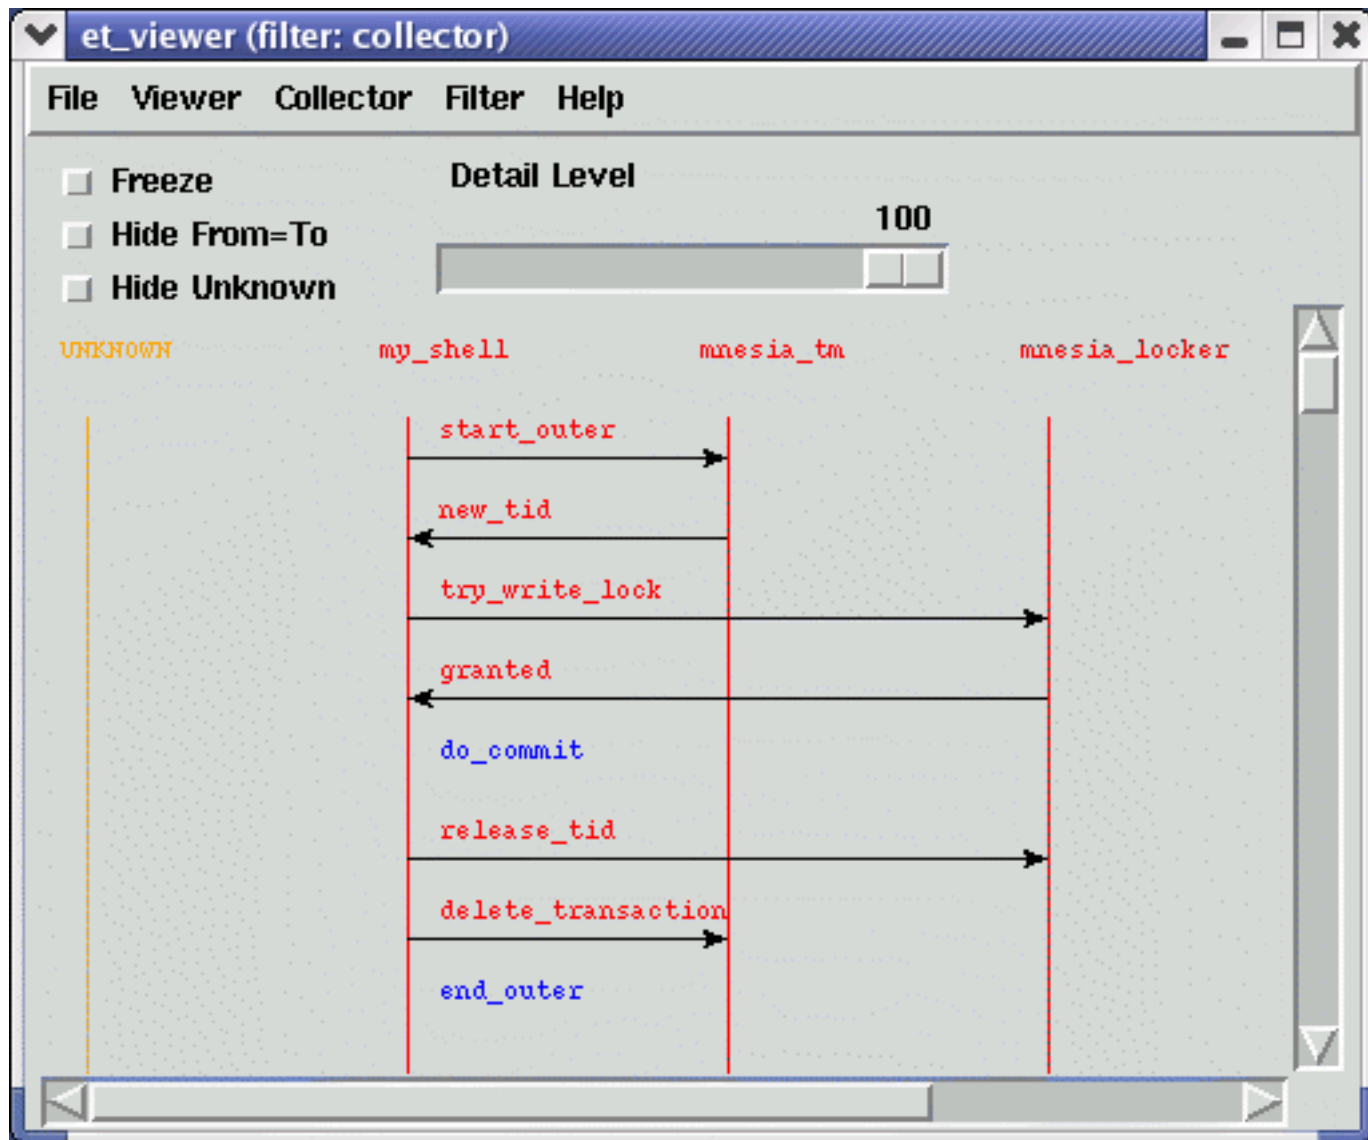 et_viewer (filter: collector)
File Viewer Collector Filter Help
Freeze
Detail Level
Hide From=To
100
Hide Unknown
UNKNOWN my_shell mnesia_tm mnesia_locker
start_outer
new_tid
try_write_lock
granted
do_commit
release_tid
delete_transaction
end_outer